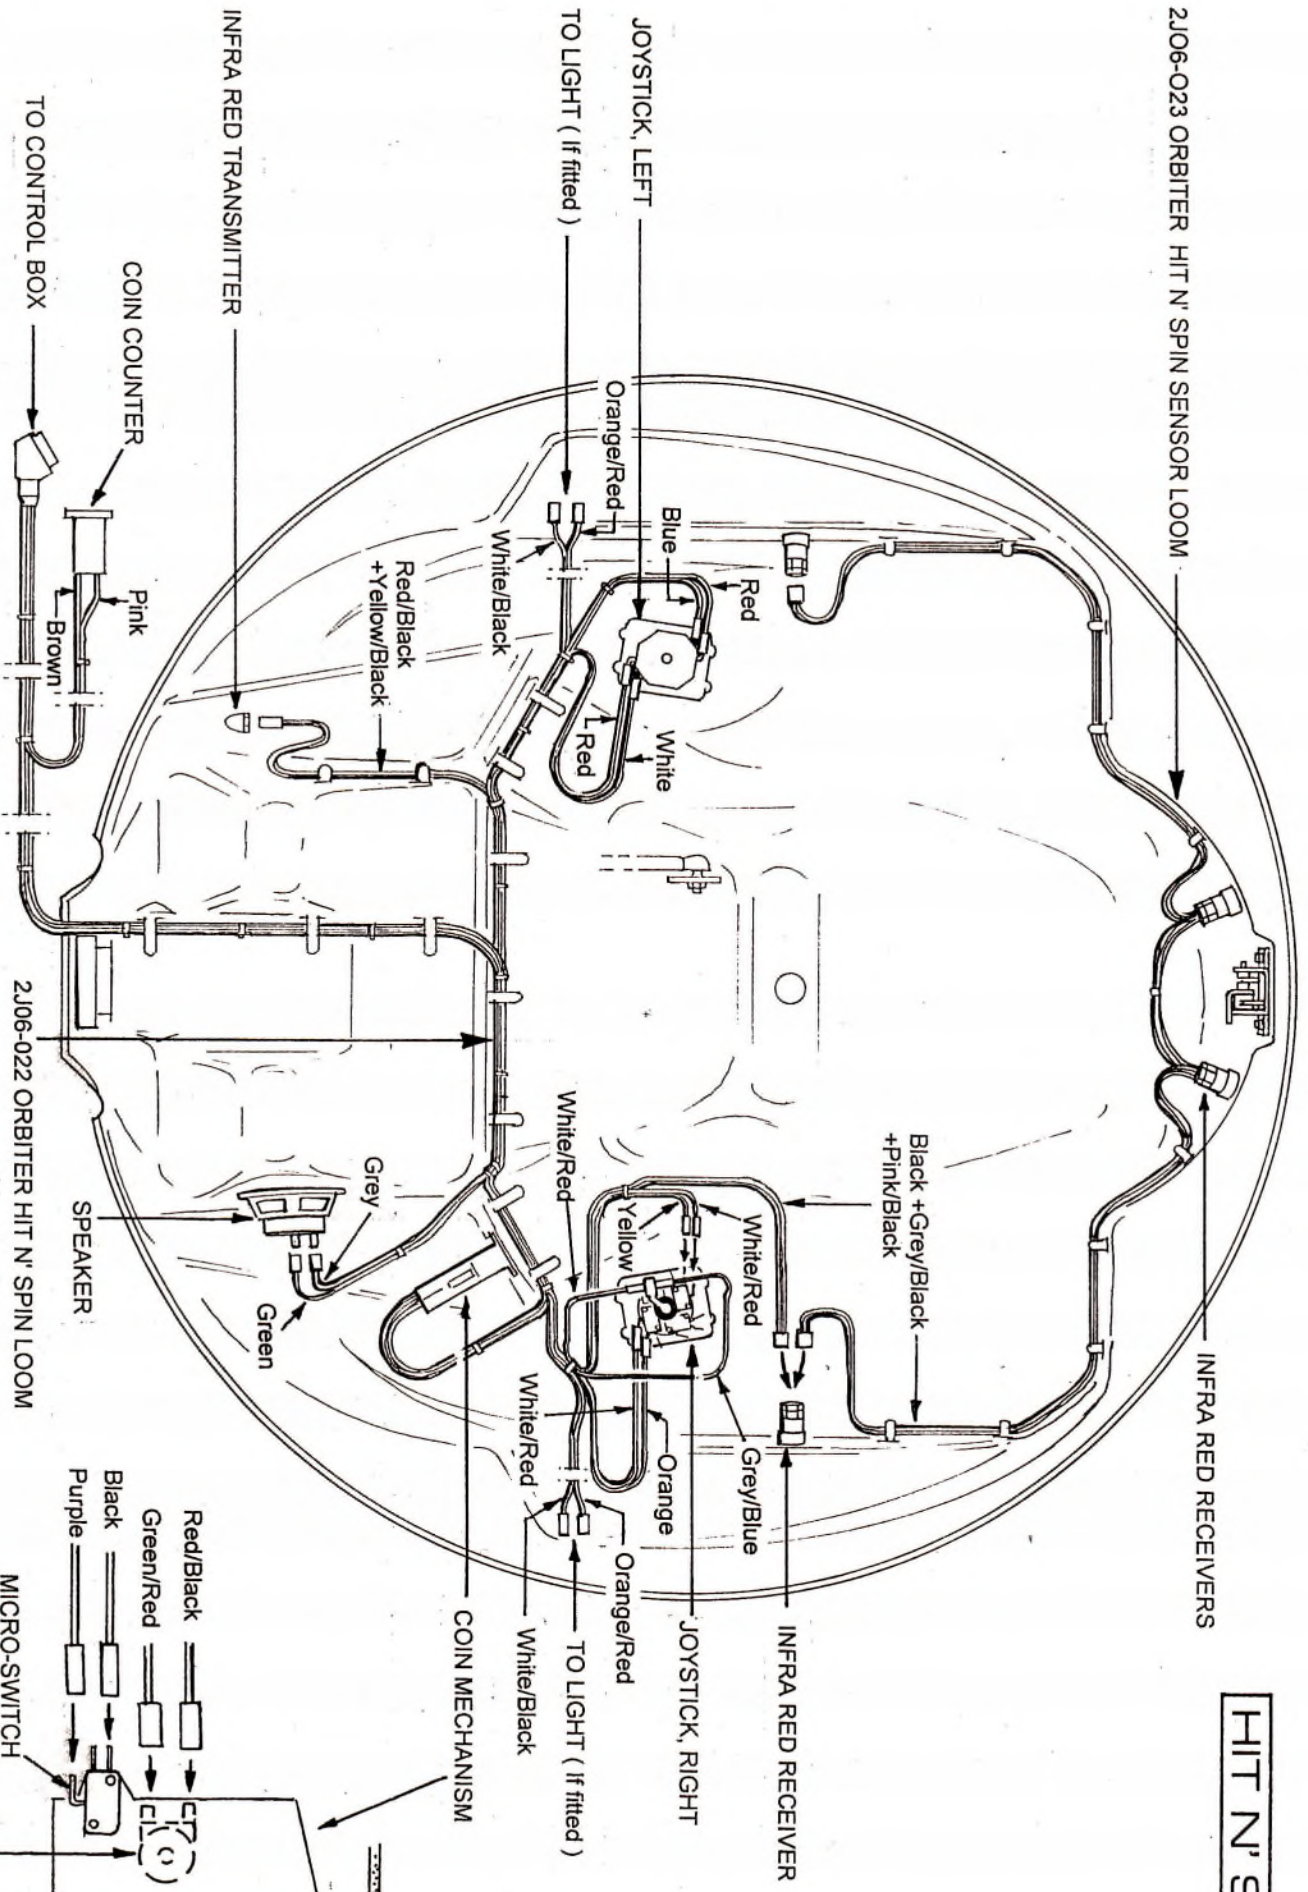 HIT N' S
2J06-O23 ORBITER HIT N' SPIN SENSOR LOOM
INFRA RED RECEIVERS
JOYSTICK, LEFT
TO LIGHT ( If fitted )
INFRA RED TRANSMITTER
COIN COUNTER
TO CONTROL BOX
Orange/Red
White/Black
Blue
Red
White
Red
Red/Black
+Yellow/Black
Pink
Brown
Black +Grey/Black
+Pink/Black
White/Red
Yellow
White/Red
Grey
Green
SPEAKER
2J06-022 ORBITER HIT N' SPIN LOOM
Grey/Blue
Orange
White/Red
Orange/Red
White/Black
INFRA RED RECEIVER
JOYSTICK, RIGHT
TO LIGHT ( If fitted )
COIN MECHANISM
Red/Black
Green/Red
Black
Purple
MICRO-SWITCH